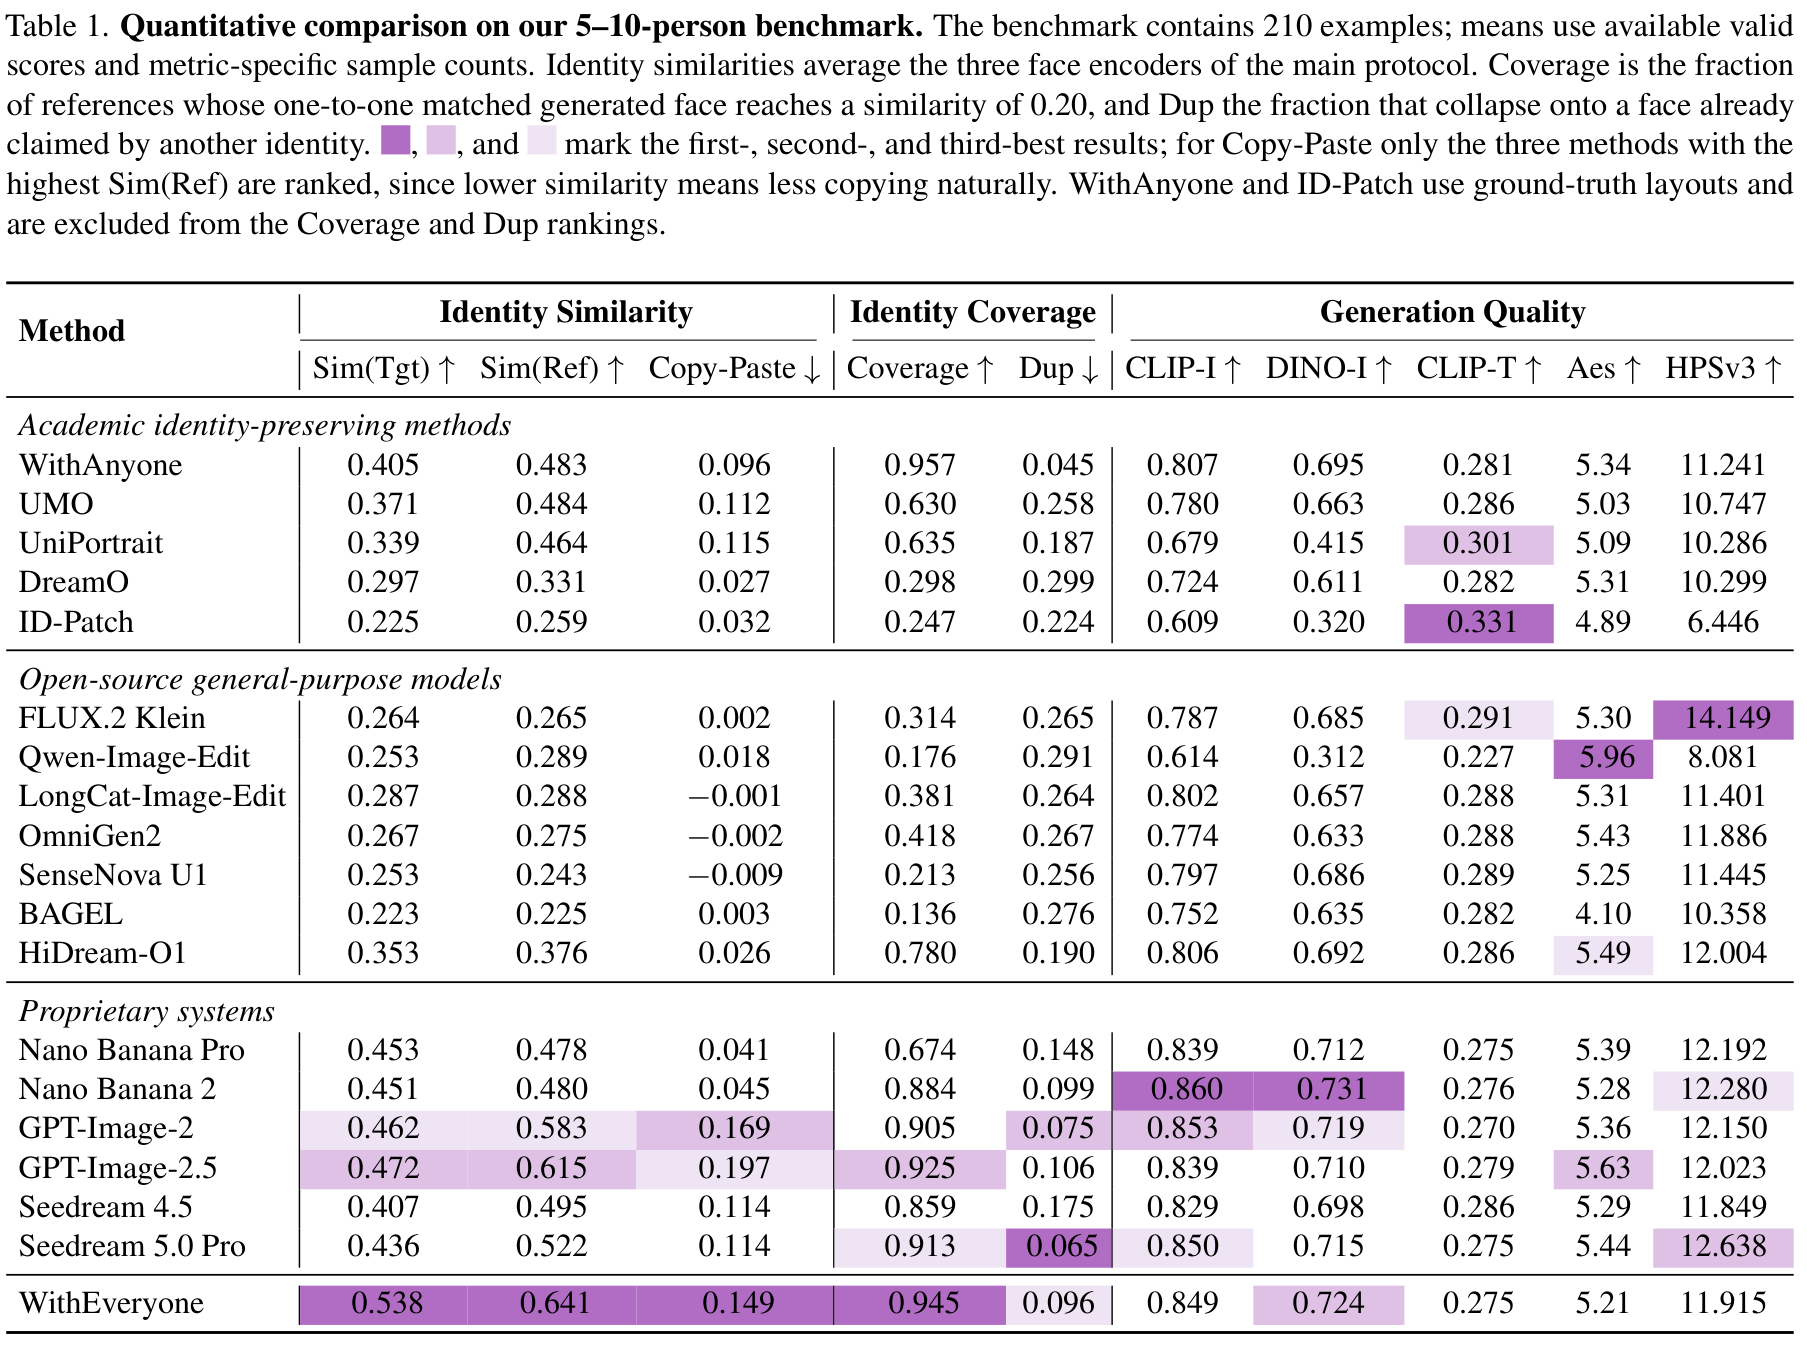 Table 1. Quantitative comparison on our 5–10-person benchmark. The benchmark contains 210 examples; means use available valid
scores and metric-specific sample counts. Identity similarities average the three face encoders of the main protocol. Coverage is the fraction
of references whose one-to-one matched generated face reaches a similarity of 0.20, and Dup the fraction that collapse onto a face already
claimed by another identity. , , and mark the first-, second-, and third-best results; for Copy-Paste only the three methods with the
highest Sim(Ref) are ranked, since lower similarity means less copying naturally. WithAnyone and ID-Patch use ground-truth layouts and
are excluded from the Coverage and Dup rankings.
Method Identity Similarity Identity Coverage Generation Quality
Sim(Tgt) ↑ Sim(Ref) ↑ Copy-Paste ↓ Coverage ↑ Dup ↓ CLIP-I ↑ DINO-I ↑ CLIP-T ↑ Aes ↑ HPSv3 ↑
Academic identity-preserving methods
WithAnyone 0.405 0.483 0.096 0.957 0.045 0.807 0.695 0.281 5.34 11.241
UMO 0.371 0.484 0.112 0.630 0.258 0.780 0.663 0.286 5.03 10.747
UniPortrait 0.339 0.464 0.115 0.635 0.187 0.679 0.415 0.301 5.09 10.286
DreamO 0.297 0.331 0.027 0.298 0.299 0.724 0.611 0.282 5.31 10.299
ID-Patch 0.225 0.259 0.032 0.247 0.224 0.609 0.320 0.331 4.89 6.446
Open-source general-purpose models
FLUX.2 Klein 0.264 0.265 0.002 0.314 0.265 0.787 0.685 0.291 5.30 14.149
Qwen-Image-Edit 0.253 0.289 0.018 0.176 0.291 0.614 0.312 0.227 5.96 8.081
LongCat-Image-Edit 0.287 0.288 −0.001 0.381 0.264 0.802 0.657 0.288 5.31 11.401
OmniGen2 0.267 0.275 −0.002 0.418 0.267 0.774 0.633 0.288 5.43 11.886
SenseNova U1 0.253 0.243 −0.009 0.213 0.256 0.797 0.686 0.289 5.25 11.445
BAGEL 0.223 0.225 0.003 0.136 0.276 0.752 0.635 0.282 4.10 10.358
HiDream-O1 0.353 0.376 0.026 0.780 0.190 0.806 0.692 0.286 5.49 12.004
Proprietary systems
Nano Banana Pro 0.453 0.478 0.041 0.674 0.148 0.839 0.712 0.275 5.39 12.192
Nano Banana 2 0.451 0.480 0.045 0.884 0.099 0.860 0.731 0.276 5.28 12.280
GPT-Image-2 0.462 0.583 0.169 0.905 0.075 0.853 0.719 0.270 5.36 12.150
GPT-Image-2.5 0.472 0.615 0.197 0.925 0.106 0.839 0.710 0.279 5.63 12.023
Seedream 4.5 0.407 0.495 0.114 0.859 0.175 0.829 0.698 0.286 5.29 11.849
Seedream 5.0 Pro 0.436 0.522 0.114 0.913 0.065 0.850 0.715 0.275 5.44 12.638
WithEveryone 0.538 0.641 0.149 0.945 0.096 0.849 0.724 0.275 5.21 11.915